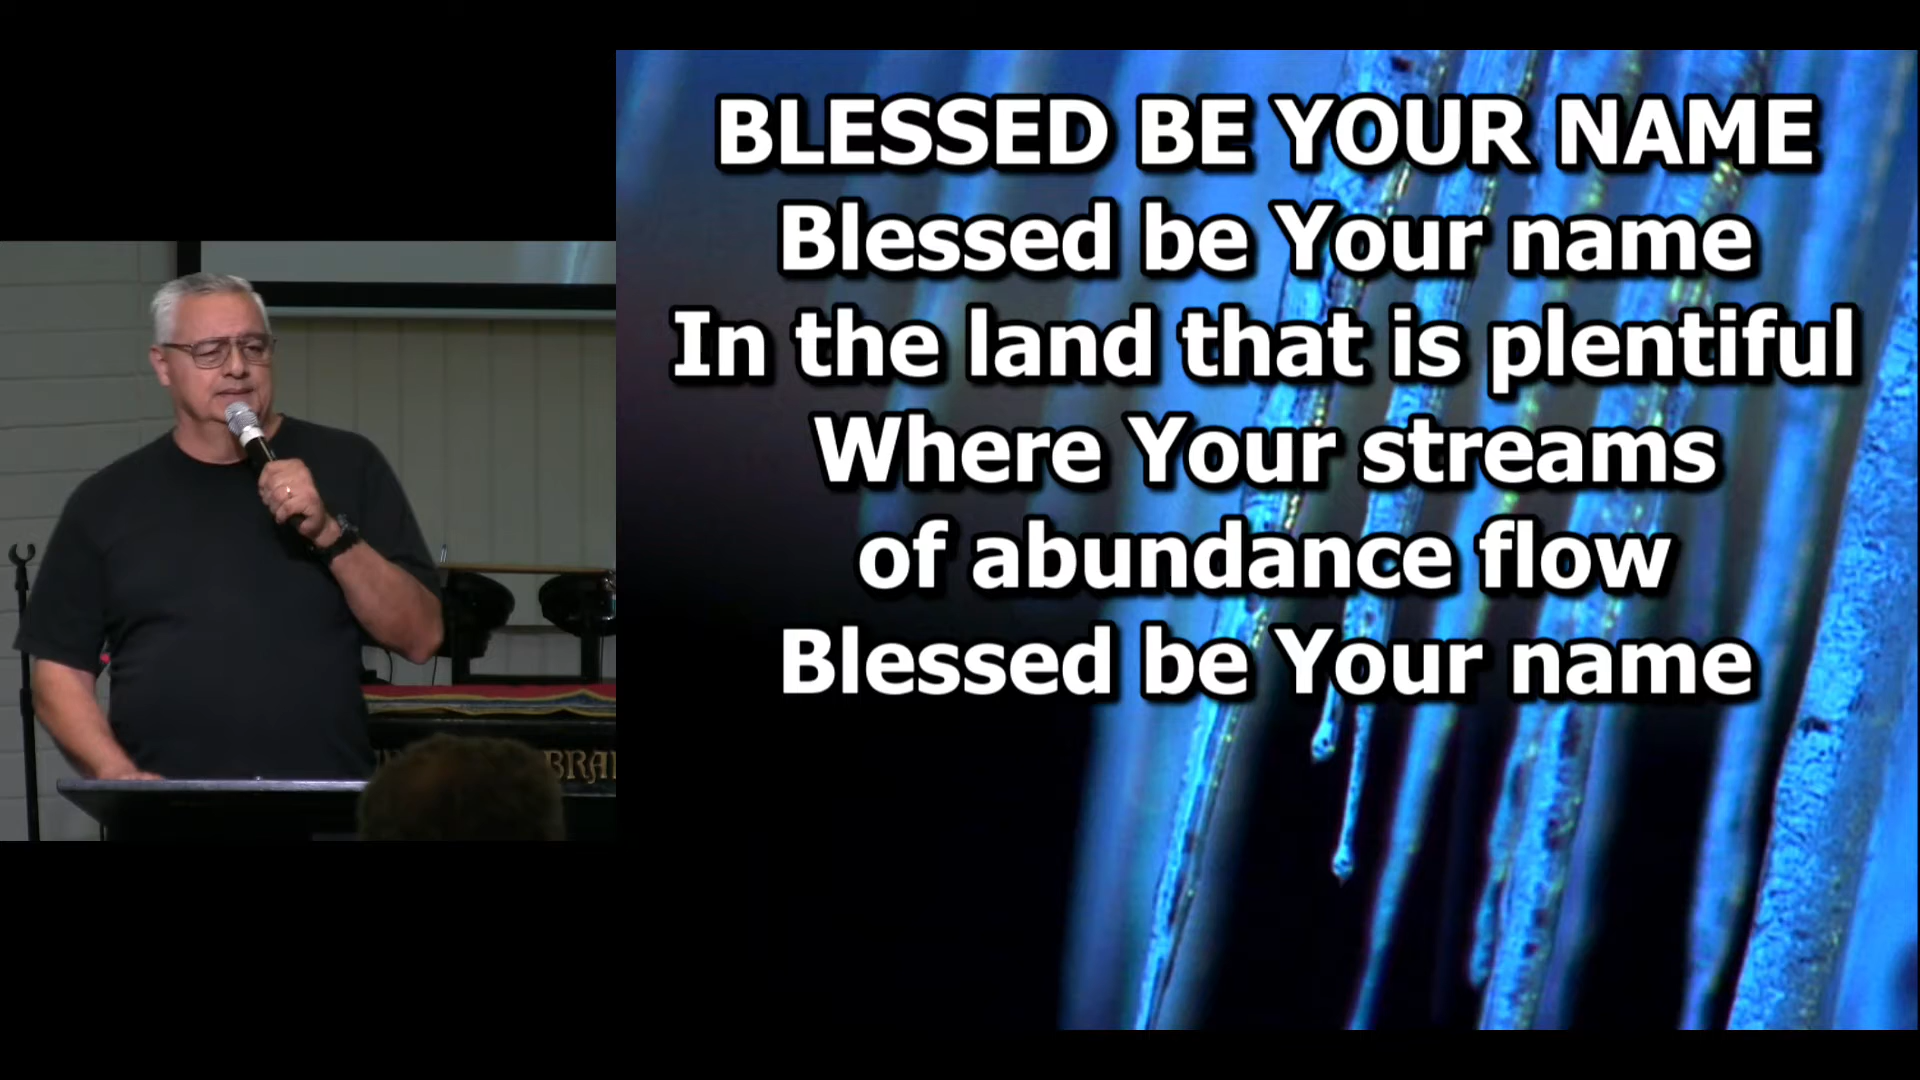 BLESSED BE YOUR NAME
Blessed be Your name
In the land that is plentiful
Where Your streams
of abundance flow
Blessed be Your name